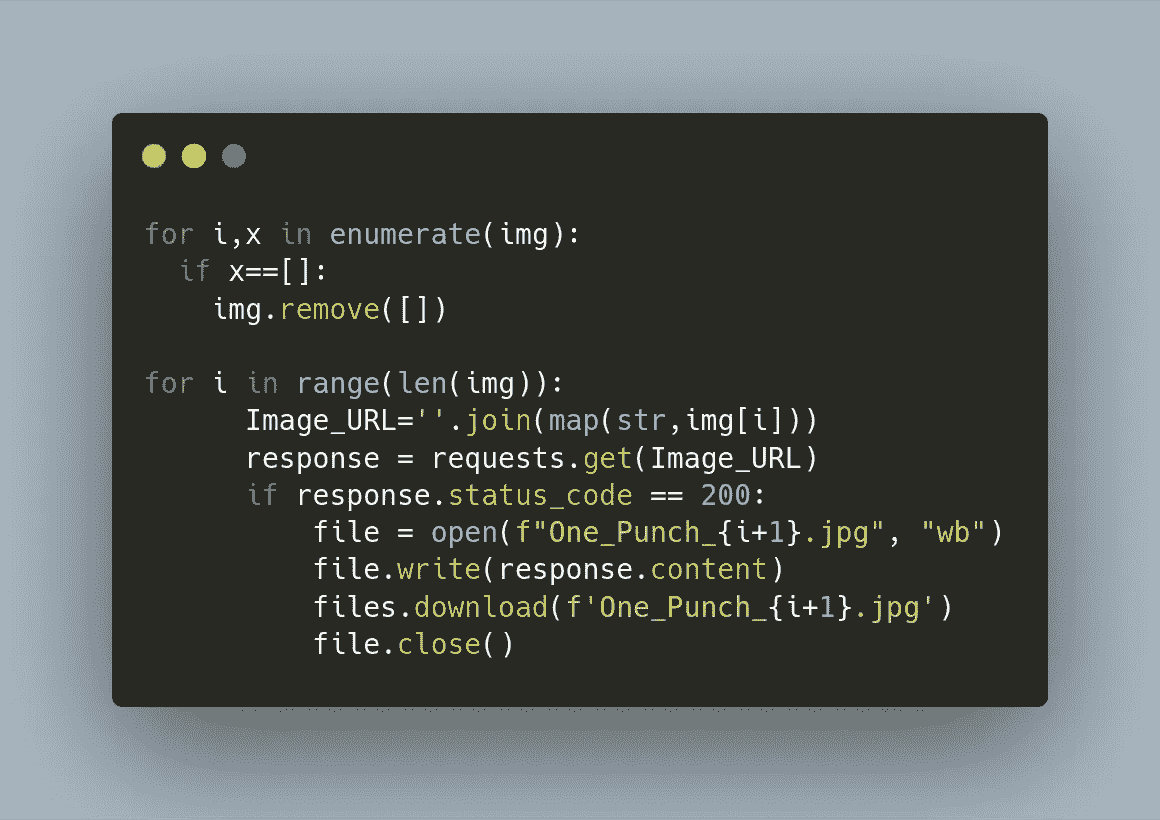 for i,x in enumerate(img):
  if x==[]:
    img.remove([])

for i in range(len(img)):
      Image_URL=''.join(map(str,img[i]))
      response = requests.get(Image_URL)
      if response.status_code == 200:
          file = open(f"One_Punch_{i+1}.jpg", "wb")
          file.write(response.content)
          files.download(f'One_Punch_{i+1}.jpg')
          file.close()